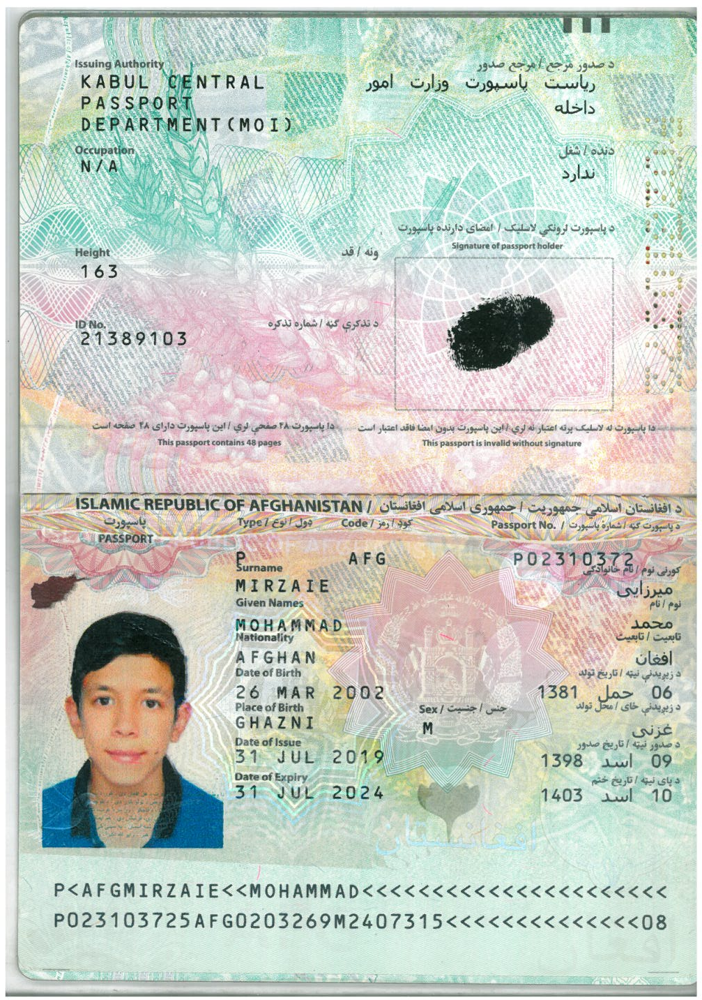 Issuing Authority
د صدور مرجع / مرجع صدور
KABUL CENTRAL
PASSPORT
DEPARTMENT(MOI)
ریاست پاسپورت وزارت امور
داخله
Occupation
دنده / شغل
N/A
ندارد
د پاسپورت لرونکي لاسلیک / امضای دارنده پاسپورت
Signature of passport holder
Height
ونه / قد
163
ID No.
د تذکرې ګڼه / شماره تذکره
21389103
دا پاسپورت ۴۸ صفحې لري / این پاسپورت دارای ۴۸ صفحه است
This passport contains 48 pages
دا پاسپورت له لاسلیک پرته اعتبار نه لري / این پاسپورت بدون امضا فاقد اعتبار است
This passport is invalid without signature
ISLAMIC REPUBLIC OF AFGHANISTAN / د افغانستان اسلامي جمهوریت / جمهوری اسلامی افغانستان
پاسپورت
PASSPORT
Type / ډول / نوع
Code / کوډ / رمز
Passport No. / د پاسپورت ګڼه / شماره پاسپورت
P
AFG
P02310372
Surname
کورنی نوم / نام خانوادگی
MIRZAIE
میرزایی
Given Names
نوم / نام
MOHAMMAD
محمد
Nationality
تابعیت / تابعیت
AFGHAN
افغان
Date of Birth
د زیږیدنې نیټه / تاریخ تولد
26 MAR 2002
06 حمل 1381
Place of Birth
د زیږیدنې ځای / محل تولد
GHAZNI
غزنی
Sex / جنس / جنسیت
M
Date of Issue
د صدور نیټه / تاریخ صدور
31 JUL 2019
09 اسد 1398
Date of Expiry
د پای نیټه / تاریخ ختم
31 JUL 2024
10 اسد 1403
افغانستان
P<AFGMIRZAIE<<MOHAMMAD<<<<<<<<<<<<<<<<<<<<<<
P023103725AFG0203269M2407315<<<<<<<<<<<<<<08